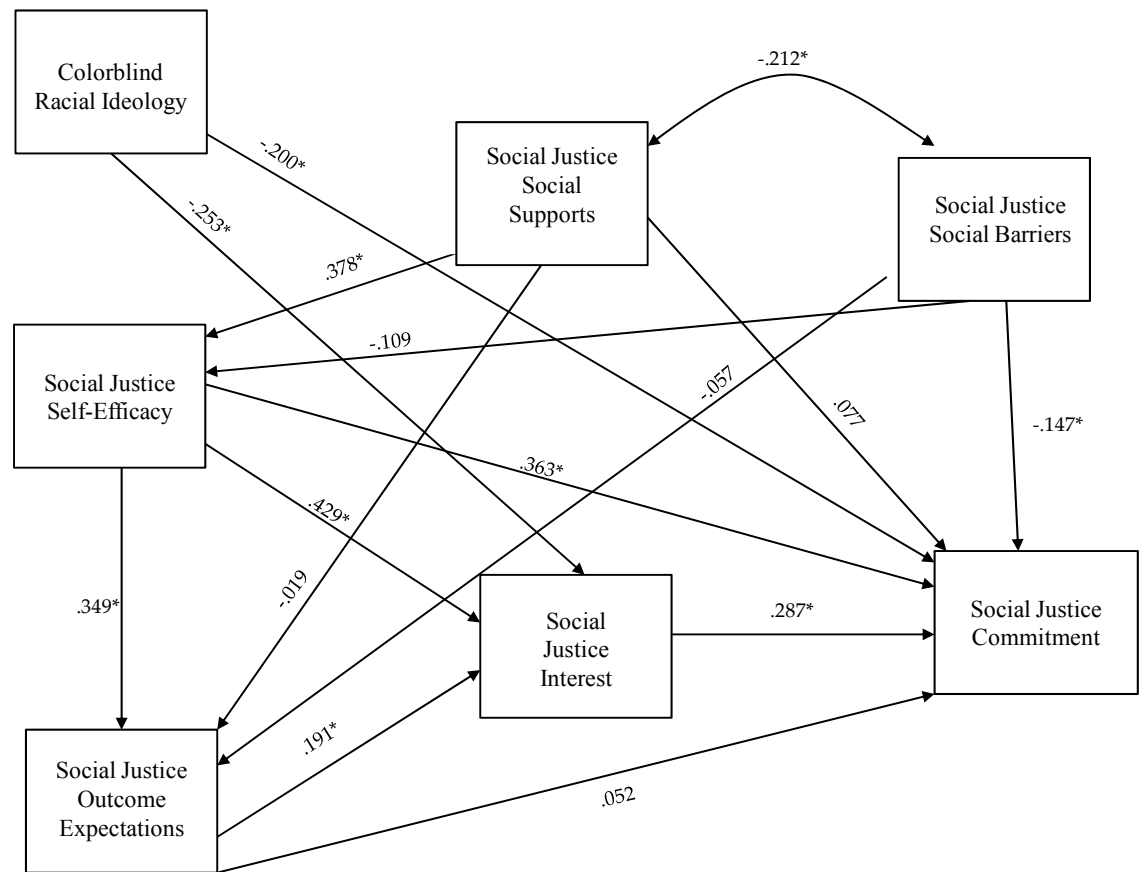 Colorblind
Racial Ideology
-.212*
Social Justice
Social
Supports
Social Justice
Social Barriers
-.200*
-.253*
.378*
-.109
Social Justice
Self-Efficacy
-.057
.077
-.147*
.363*
.429*
.349*
-.019
Social
Justice
Interest
.287*
Social Justice
Commitment
.191*
Social Justice
Outcome
Expectations
.052